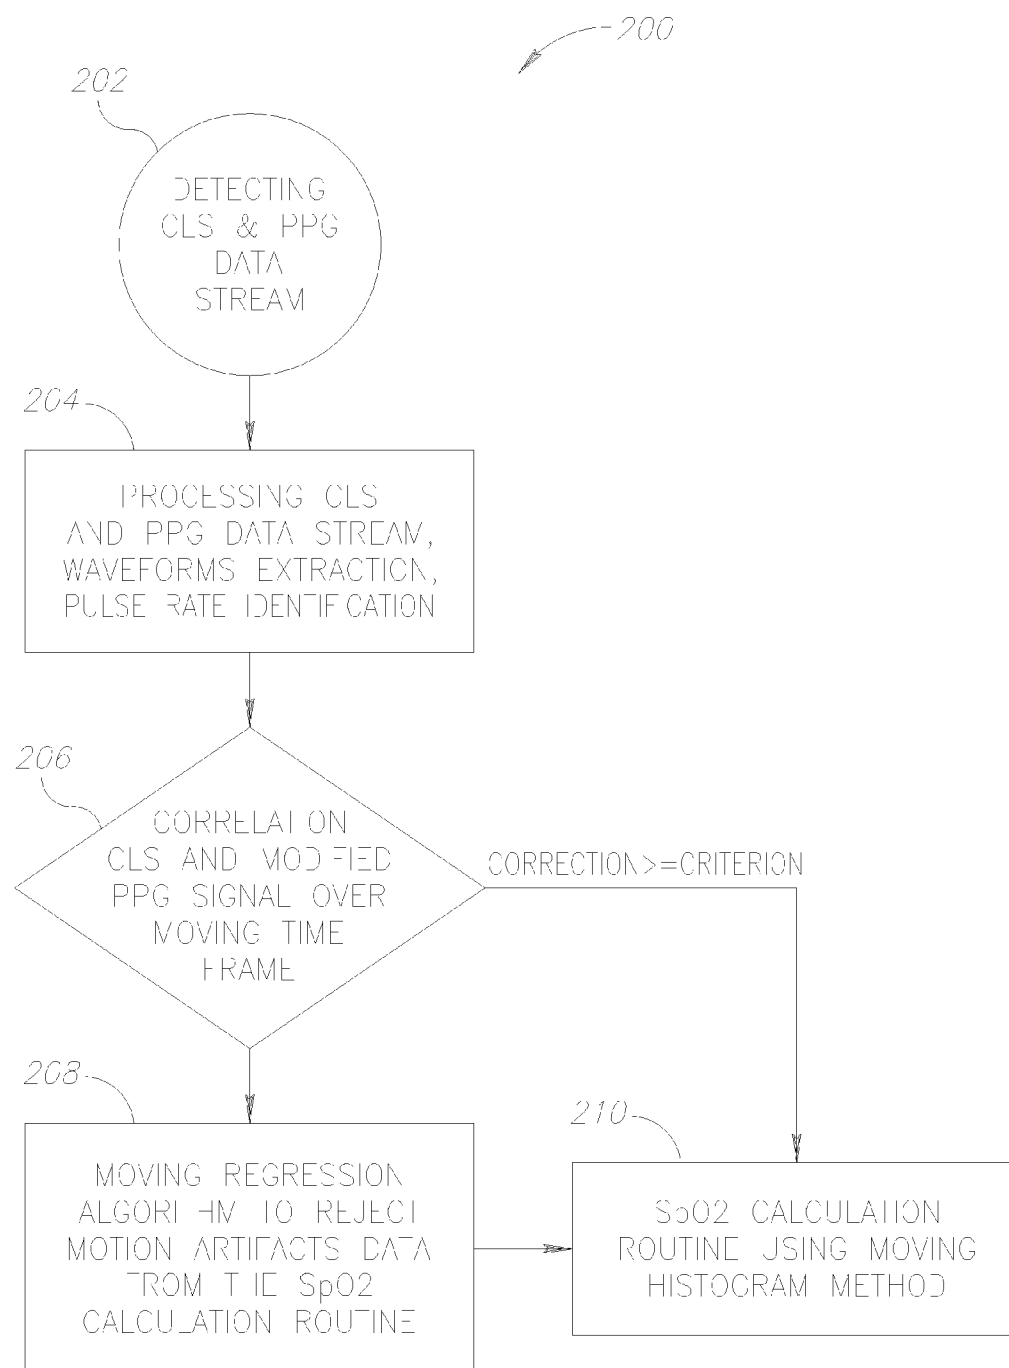 200
202
DETECTING
CLS & PPG
DATA
STREAM
204
PROCESSING CLS
AND PPG DATA STREAM,
WAVEFORMS EXTRACTION,
PULSE RATE IDENTIFICATION
206
CORRELATION
CLS AND MODIFIED
PPG SIGNAL OVER
MOVING TIME
FRAME
CORRECTION>=CRITERION
208
MOVING REGRESSION
ALGORITHM TO REJECT
MOTION ARTIFACTS DATA
FROM THE SpO2
CALCULATION ROUTINE
210
SpO2 CALCULATION
ROUTINE USING MOVING
HISTOGRAM METHOD